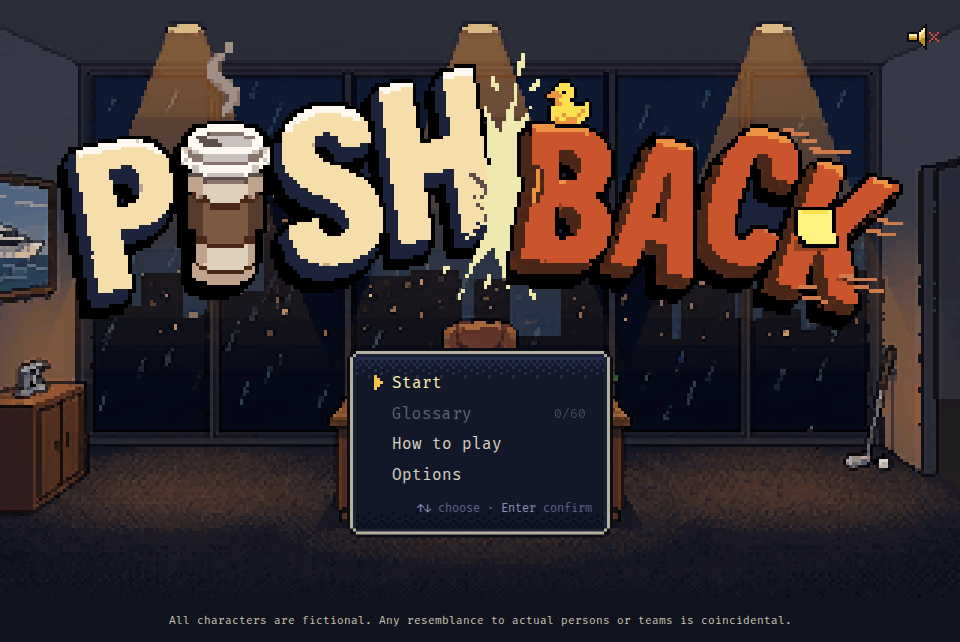 PUSH BACK
Start
Glossary 0/60
How to play
Options
↑↓ choose · Enter confirm
All characters are fictional. Any resemblance to actual persons or teams is coincidental.